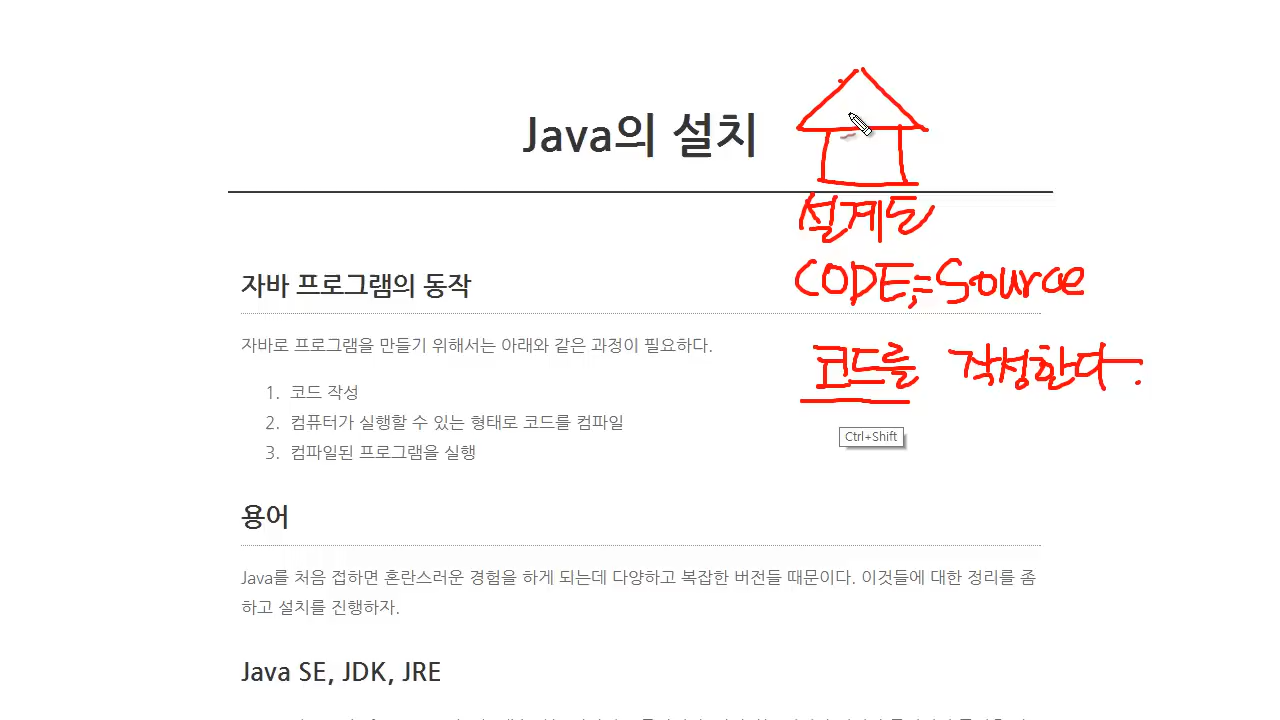 Java의 설치
설계도
CODE, = Source
코드를 작성한다.
Ctrl+Shift
자바 프로그램의 동작
자바로 프로그램을 만들기 위해서는 아래와 같은 과정이 필요하다.
1. 코드 작성
2. 컴퓨터가 실행할 수 있는 형태로 코드를 컴파일
3. 컴파일된 프로그램을 실행
용어
Java를 처음 접하면 혼란스러운 경험을 하게 되는데 다양하고 복잡한 버전들 때문이다. 이것들에 대한 정리를 좀
하고 설치를 진행하자.
Java SE, JDK, JRE